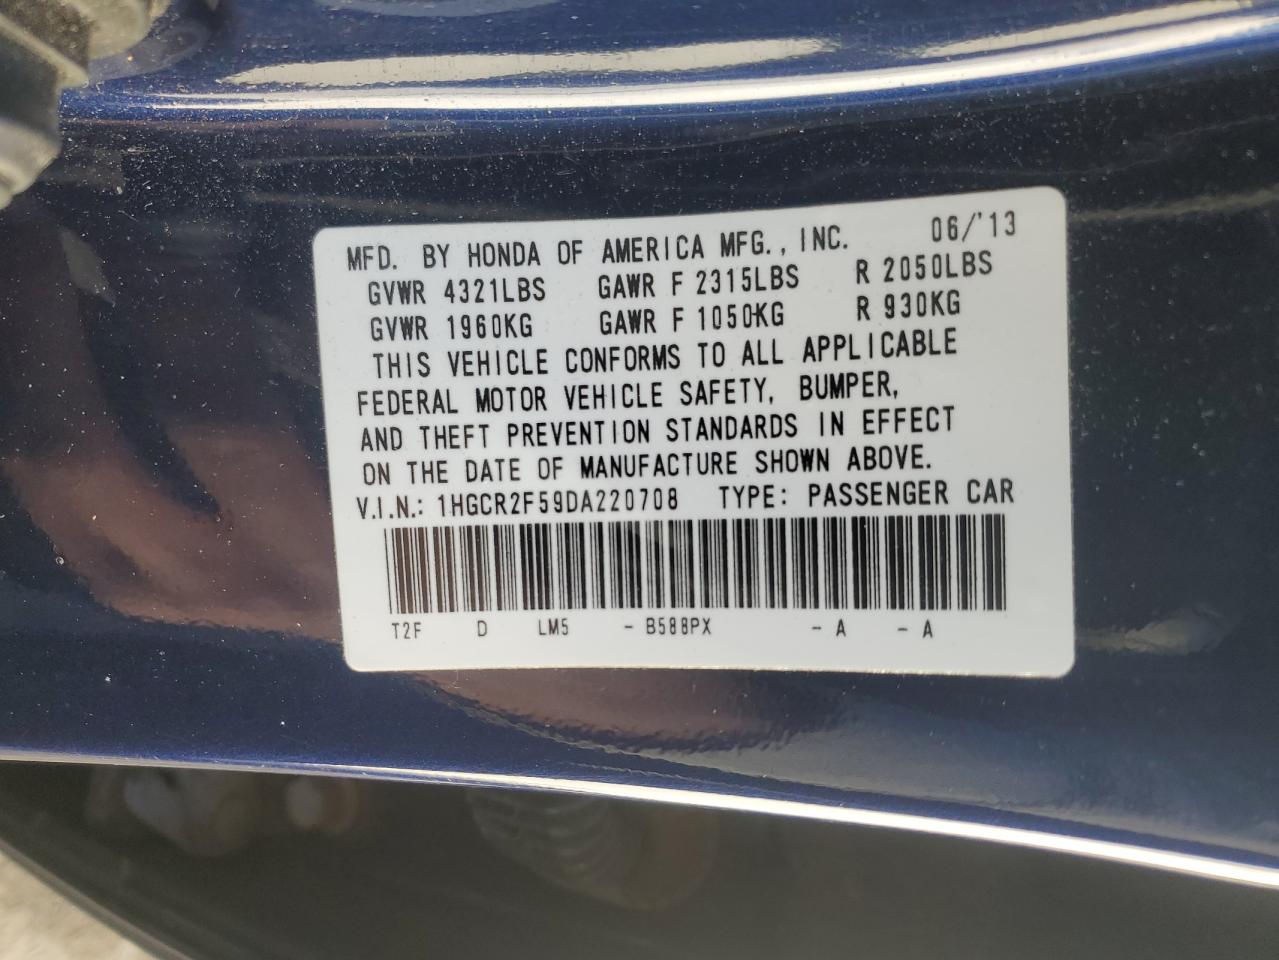 MFD. BY HONDA OF AMERICA MFG., INC. 06/'13
GVWR 4321LBS GAWR F 2315LBS R 2050LBS
GVWR 1960KG GAWR F 1050KG R 930KG
THIS VEHICLE CONFORMS TO ALL APPLICABLE
FEDERAL MOTOR VEHICLE SAFETY, BUMPER,
AND THEFT PREVENTION STANDARDS IN EFFECT
ON THE DATE OF MANUFACTURE SHOWN ABOVE.
V.I.N.: 1HGCR2F59DA220708 TYPE: PASSENGER CAR
T2F D LM5 - B588PX - A - A